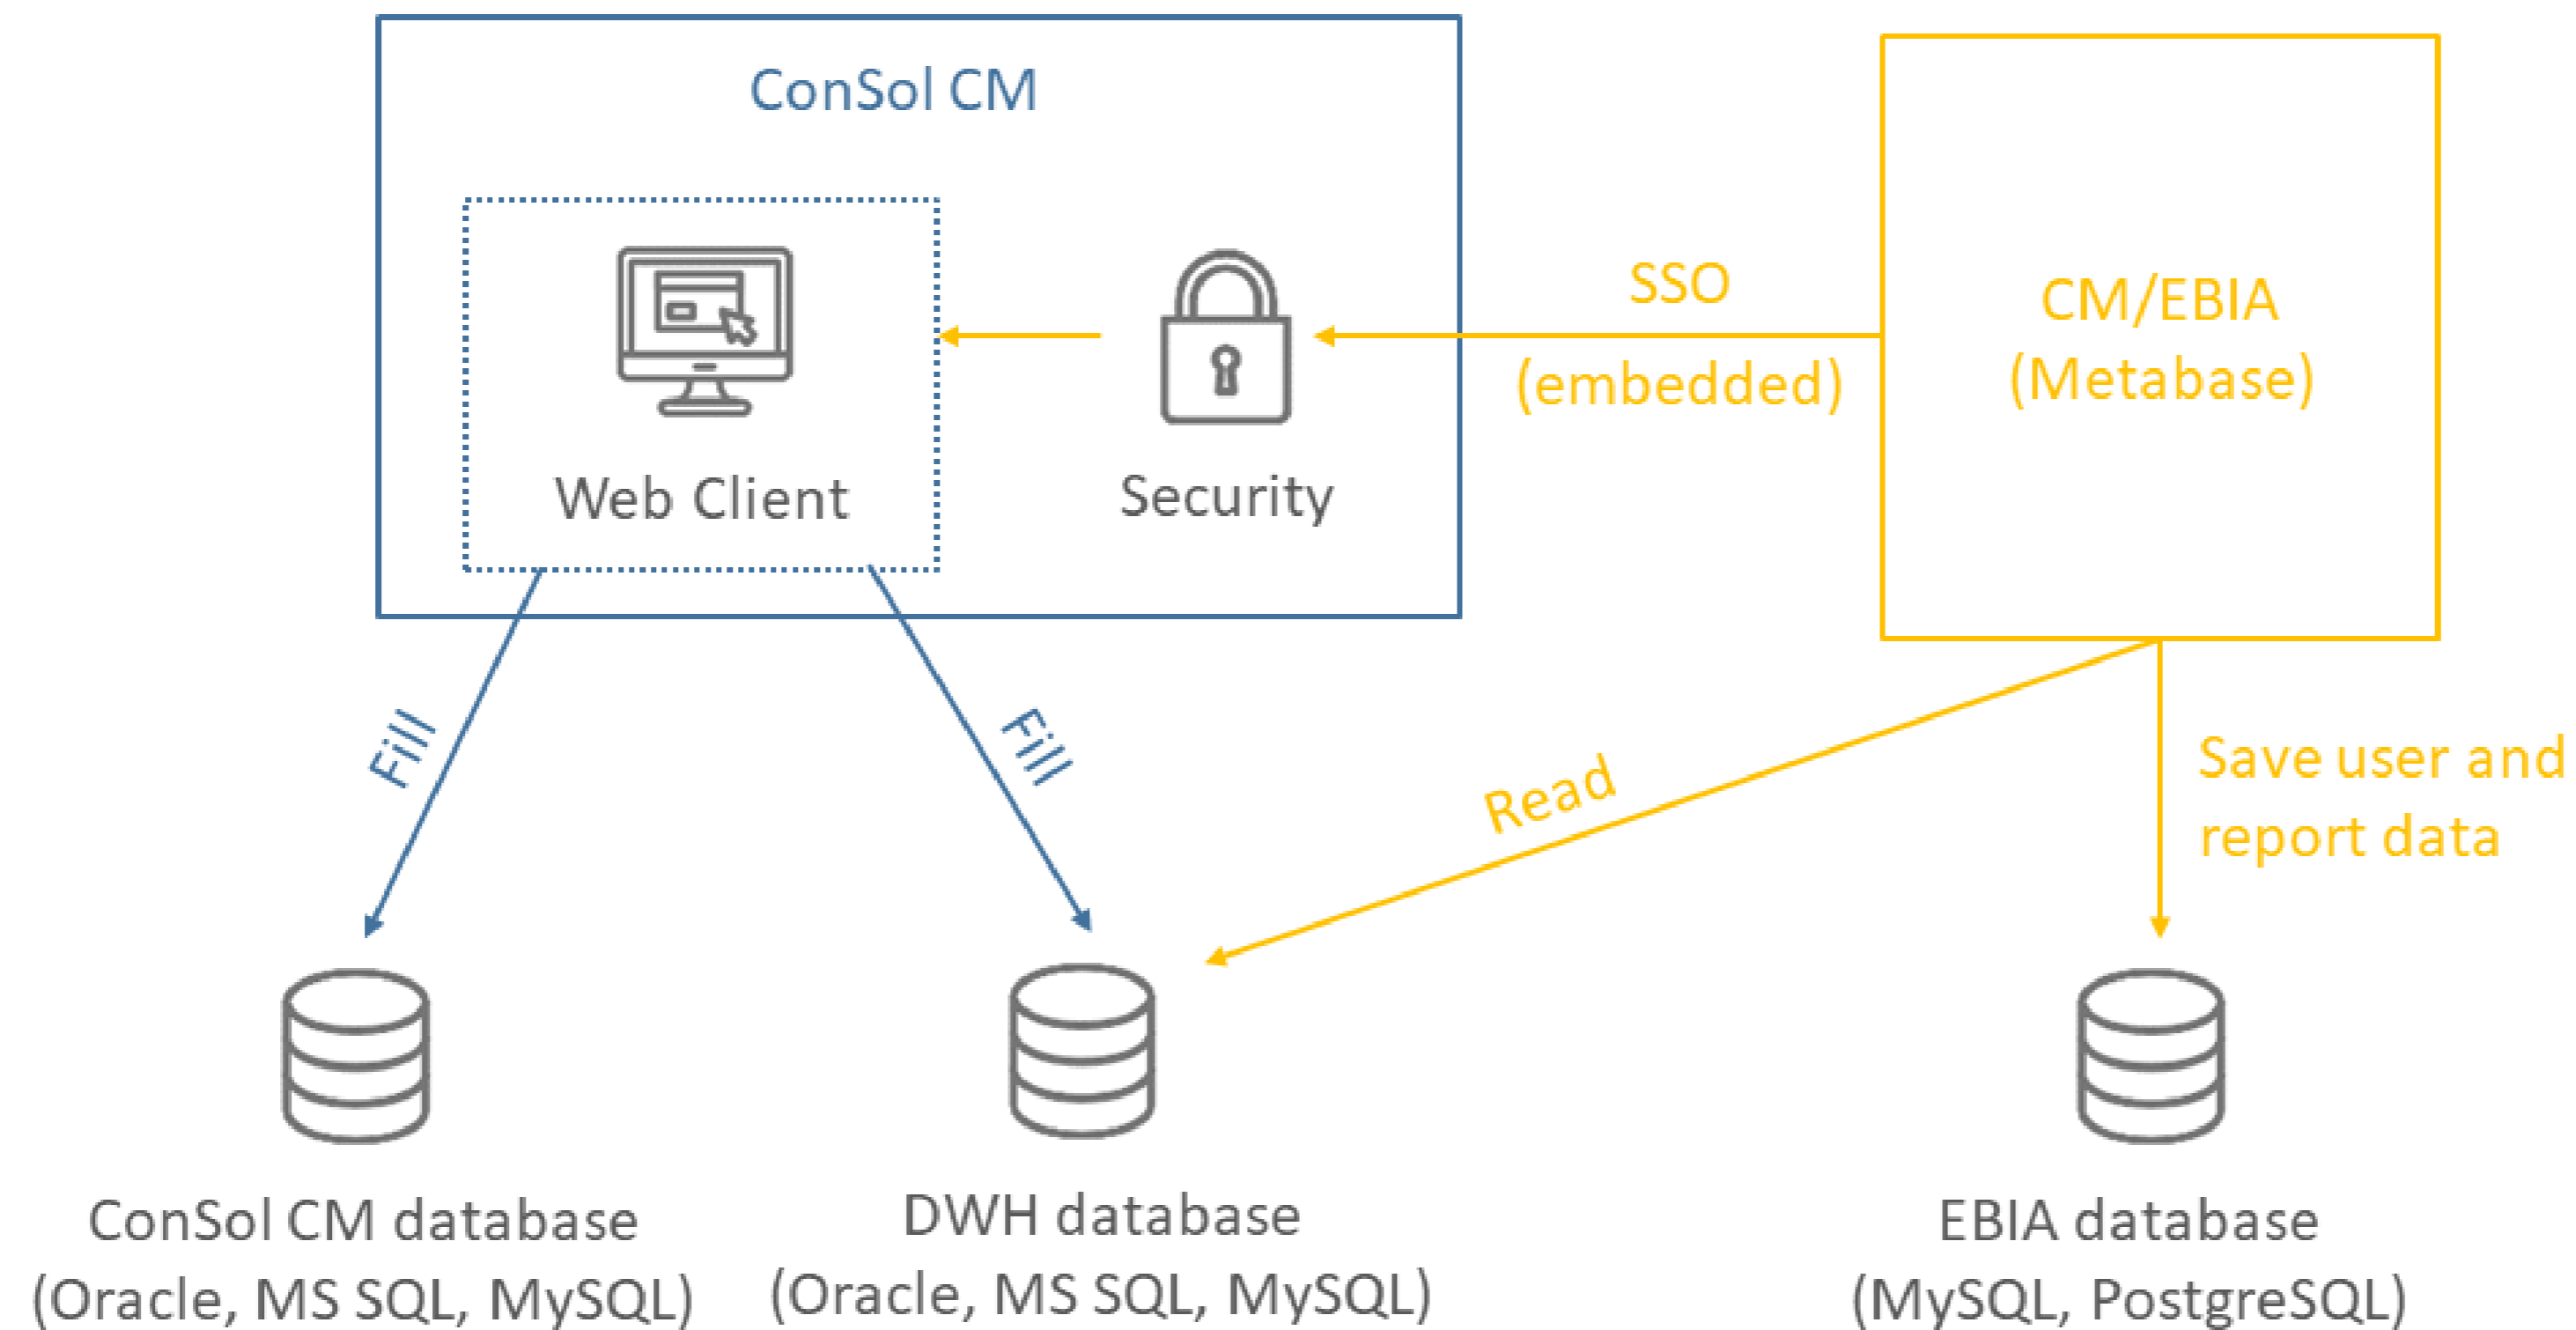 ConSol CM
Web Client
Security
SSO
(embedded)
CM/EBIA
(Metabase)
Fill
Fill
Read
Save user and
report data
ConSol CM database
(Oracle, MS SQL, MySQL)
DWH database
(Oracle, MS SQL, MySQL)
EBIA database
(MySQL, PostgreSQL)